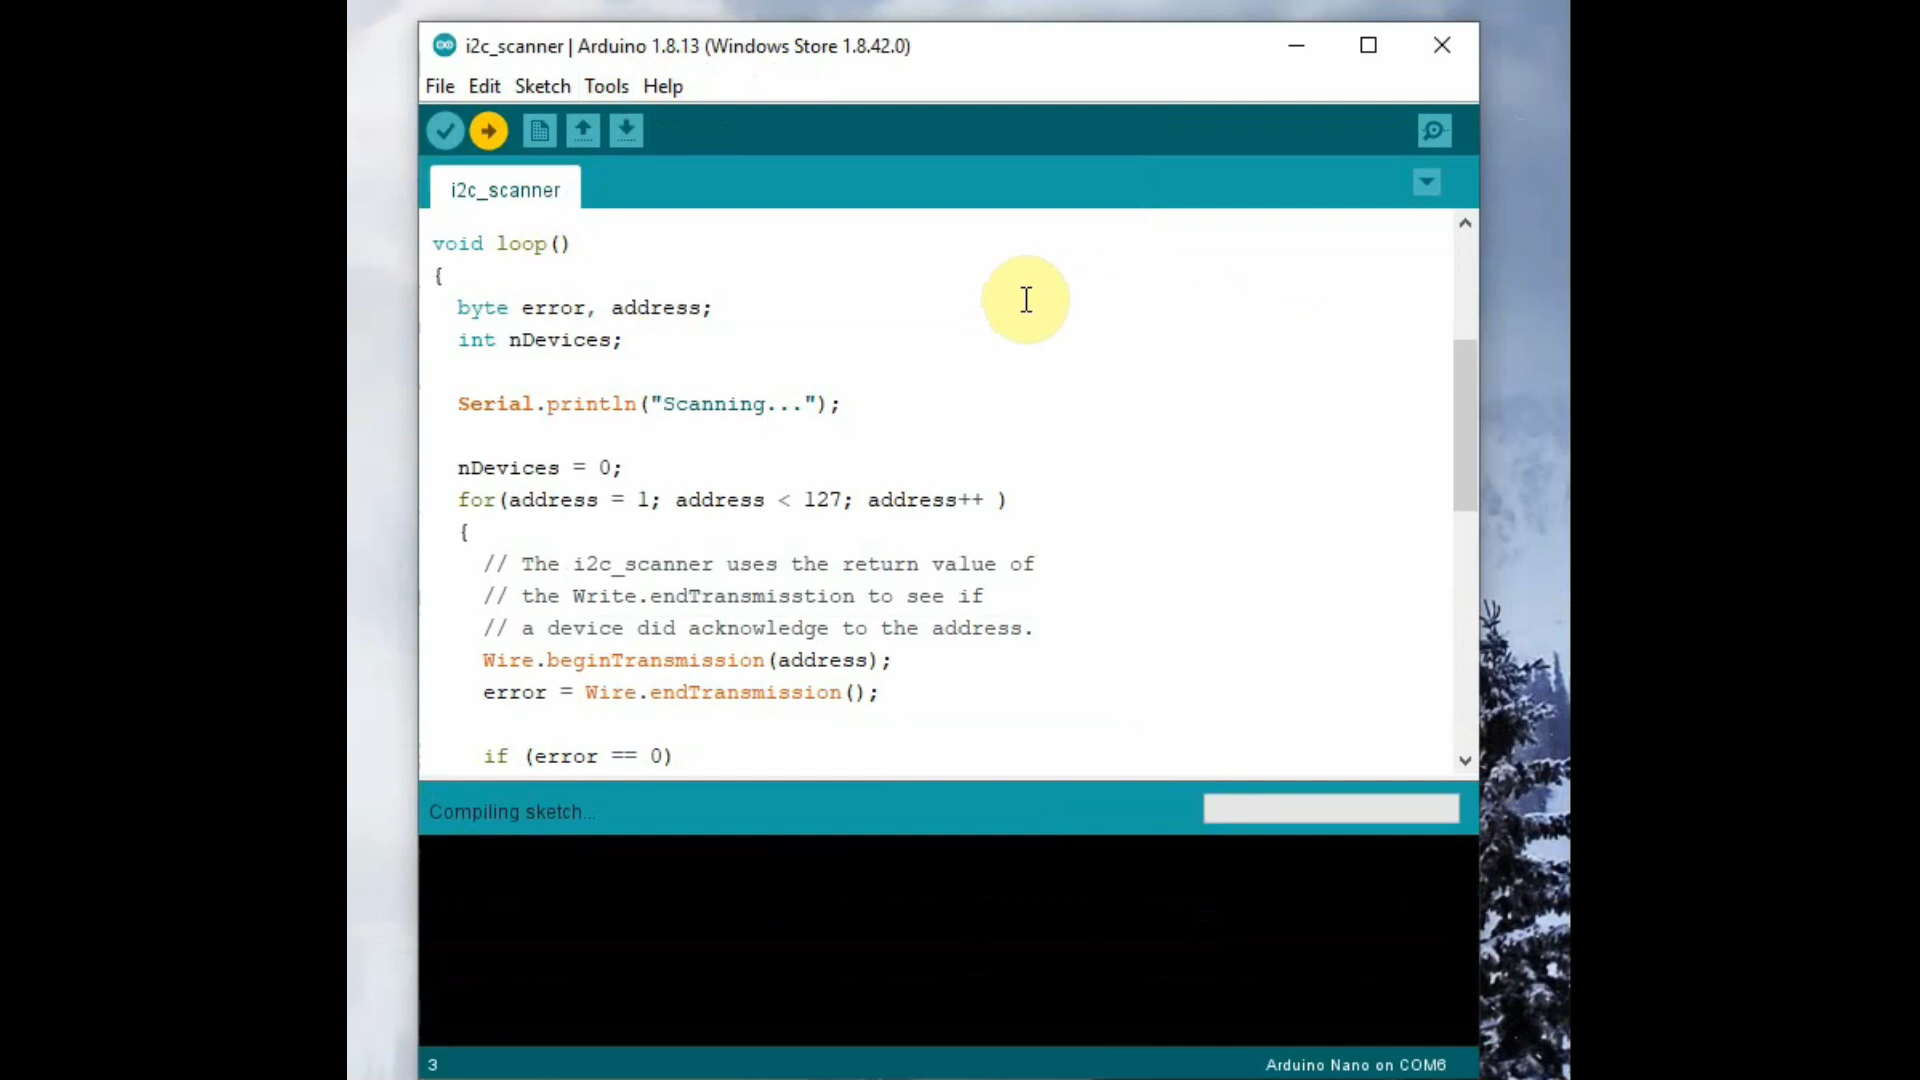 i2c_scanner | Arduino 1.8.13 (Windows Store 1.8.42.0)
File Edit Sketch Tools Help
i2c_scanner
void loop()
{
  byte error, address;
  int nDevices;
  Serial.println("Scanning...");
  nDevices = 0;
  for(address = 1; address < 127; address++ )
  {
    // The i2c_scanner uses the return value of
    // the Write.endTransmisstion to see if
    // a device did acknowledge to the address.
    Wire.beginTransmission(address);
    error = Wire.endTransmission();
    if (error == 0)
Compiling sketch...
3
Arduino Nano on COM6